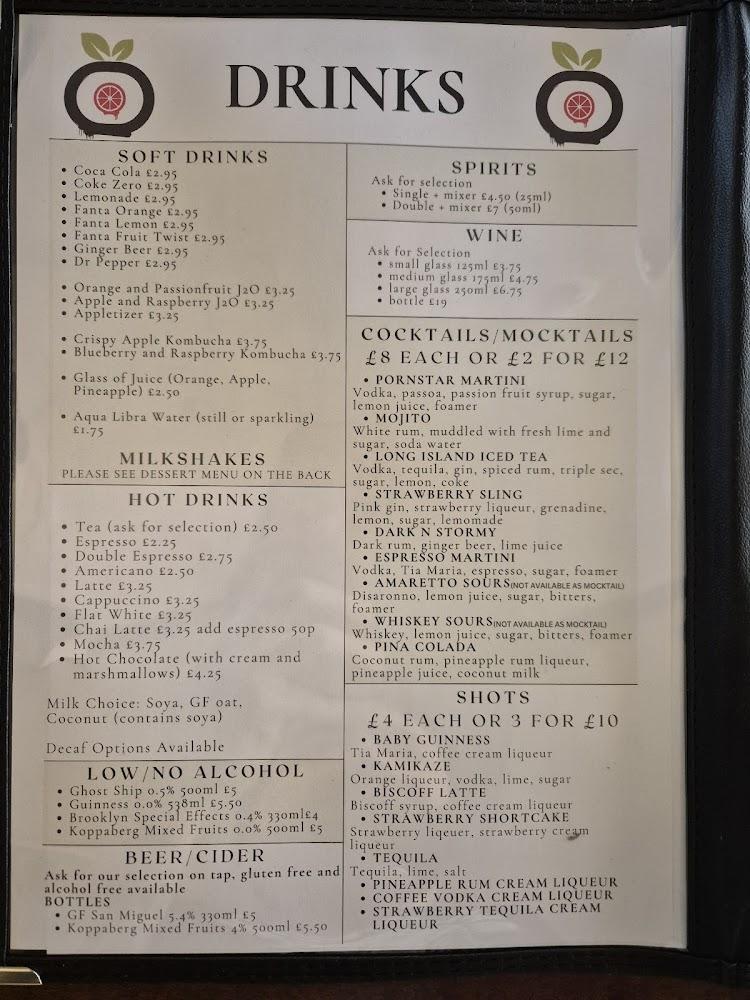 DRINKS
SOFT DRINKS
• Coca Cola £2.95
• Coke Zero £2.95
• Lemonade £2.95
• Fanta Orange £2.95
• Fanta Lemon £2.95
• Fanta Fruit Twist £2.95
• Ginger Beer £2.95
• Dr Pepper £2.95
• Orange and Passionfruit J2O £3.25
• Apple and Raspberry J2O £3.25
• Appletizer £3.25
• Crispy Apple Kombucha £3.75
• Blueberry and Raspberry Kombucha £3.75
• Glass of Juice (Orange, Apple,
Pineapple) £2.50
• Aqua Libra Water (still or sparkling)
£1.75
MILKSHAKES
PLEASE SEE DESSERT MENU ON THE BACK
HOT DRINKS
• Tea (ask for selection) £2.50
• Espresso £2.25
• Double Espresso £2.75
• Americano £2.50
• Latte £3.25
• Cappuccino £3.25
• Flat White £3.25
• Chai Latte £3.25 add espresso 50p
• Mocha £3.75
• Hot Chocolate (with cream and
marshmallows) £4.25
Milk Choice: Soya, GF oat,
Coconut (contains soya)
Decaf Options Available
LOW/NO ALCOHOL
• Ghost Ship 0.5% 500ml £5
• Guinness 0.0% 538ml £5.50
• Brooklyn Special Effects 0.4% 330ml£4
• Koppaberg Mixed Fruits 0.0% 500ml £5
BEER/CIDER
Ask for our selection on tap, gluten free and
alcohol free available
BOTTLES
• GF San Miguel 5.4% 330ml £5
• Koppaberg Mixed Fruits 4% 500ml £5.50
SPIRITS
Ask for selection
• Single + mixer £4.50 (25ml)
• Double + mixer £7 (50ml)
WINE
Ask for Selection
• small glass 125ml £3.75
• medium glass 175ml £4.75
• large glass 250ml £6.75
• bottle £19
COCKTAILS/MOCKTAILS
£8 EACH OR £2 FOR £12
• PORNSTAR MARTINI
Vodka, passoa, passion fruit syrup, sugar,
lemon juice, foamer
• MOJITO
White rum, muddled with fresh lime and
sugar, soda water
• LONG ISLAND ICED TEA
Vodka, tequila, gin, spiced rum, triple sec,
sugar, lemon, coke
• STRAWBERRY SLING
Pink gin, strawberry liqueur, grenadine,
lemon, sugar, lemomade
• DARK N STORMY
Dark rum, ginger beer, lime juice
• ESPRESSO MARTINI
Vodka, Tia Maria, espresso, sugar, foamer
• AMARETTO SOURS(NOT AVAILABLE AS MOCKTAIL)
Disaronno, lemon juice, sugar, bitters,
foamer
• WHISKEY SOURS(NOT AVAILABLE AS MOCKTAIL)
Whiskey, lemon juice, sugar, bitters, foamer
• PINA COLADA
Coconut rum, pineapple rum liqueur,
pineapple juice, coconut milk
SHOTS
£4 EACH OR 3 FOR £10
• BABY GUINNESS
Tia Maria, coffee cream liqueur
• KAMIKAZE
Orange liqueur, vodka, lime, sugar
• BISCOFF LATTE
Biscoff syrup, coffee cream liqueur
• STRAWBERRY SHORTCAKE
Strawberry liqeuer, strawberry cream
liqueur
• TEQUILA
Tequila, lime, salt
• PINEAPPLE RUM CREAM LIQUEUR
• COFFEE VODKA CREAM LIQUEUR
• STRAWBERRY TEQUILA CREAM
LIQUEUR